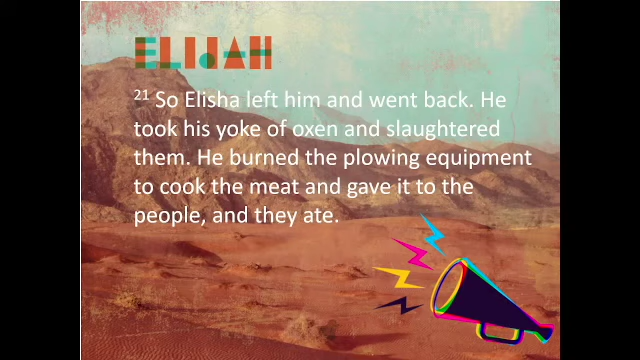 ELIJAH
21 So Elisha left him and went back. He
took his yoke of oxen and slaughtered
them. He burned the plowing equipment
to cook the meat and gave it to the
people, and they ate.